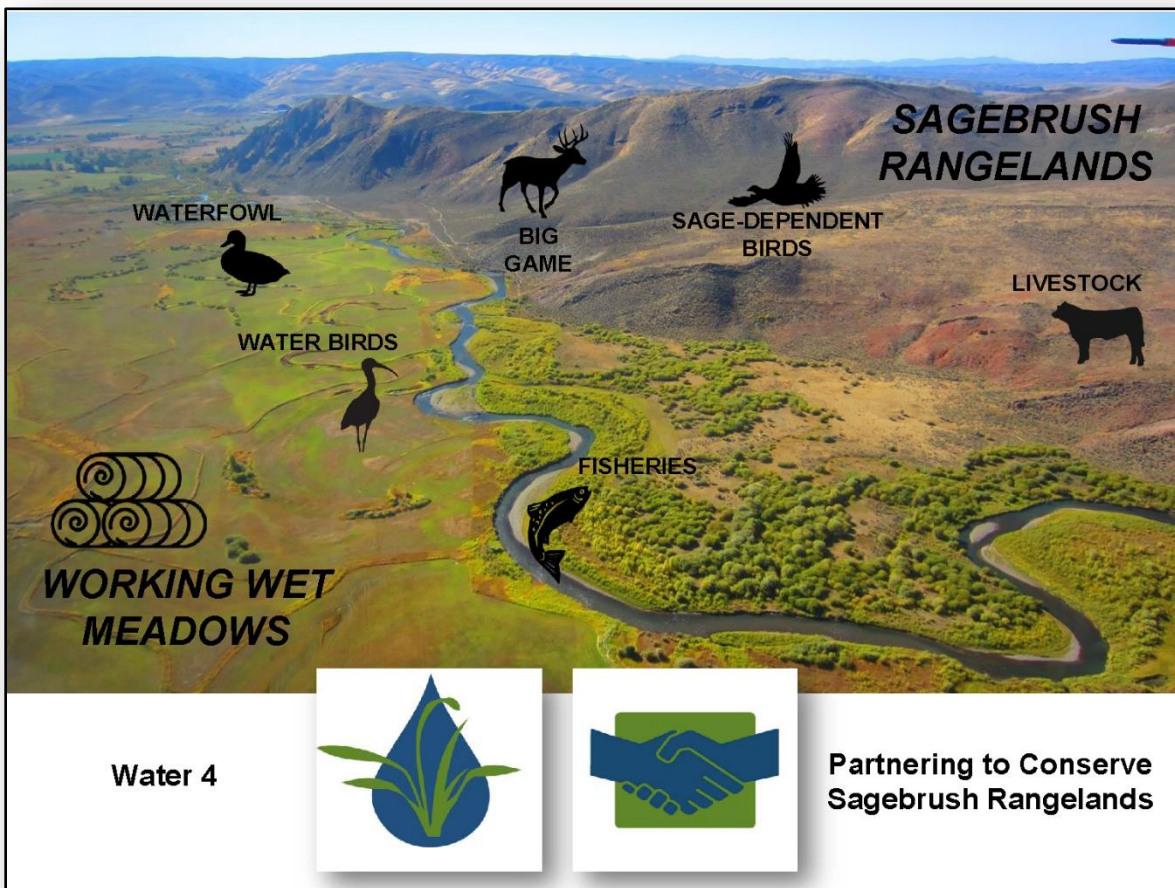 SAGEBRUSH
RANGELANDS
WATERFOWL
BIG
GAME
SAGE-DEPENDENT
BIRDS
LIVESTOCK
WATER BIRDS
FISHERIES
WORKING WET
MEADOWS
Water 4
Partnering to Conserve
Sagebrush Rangelands